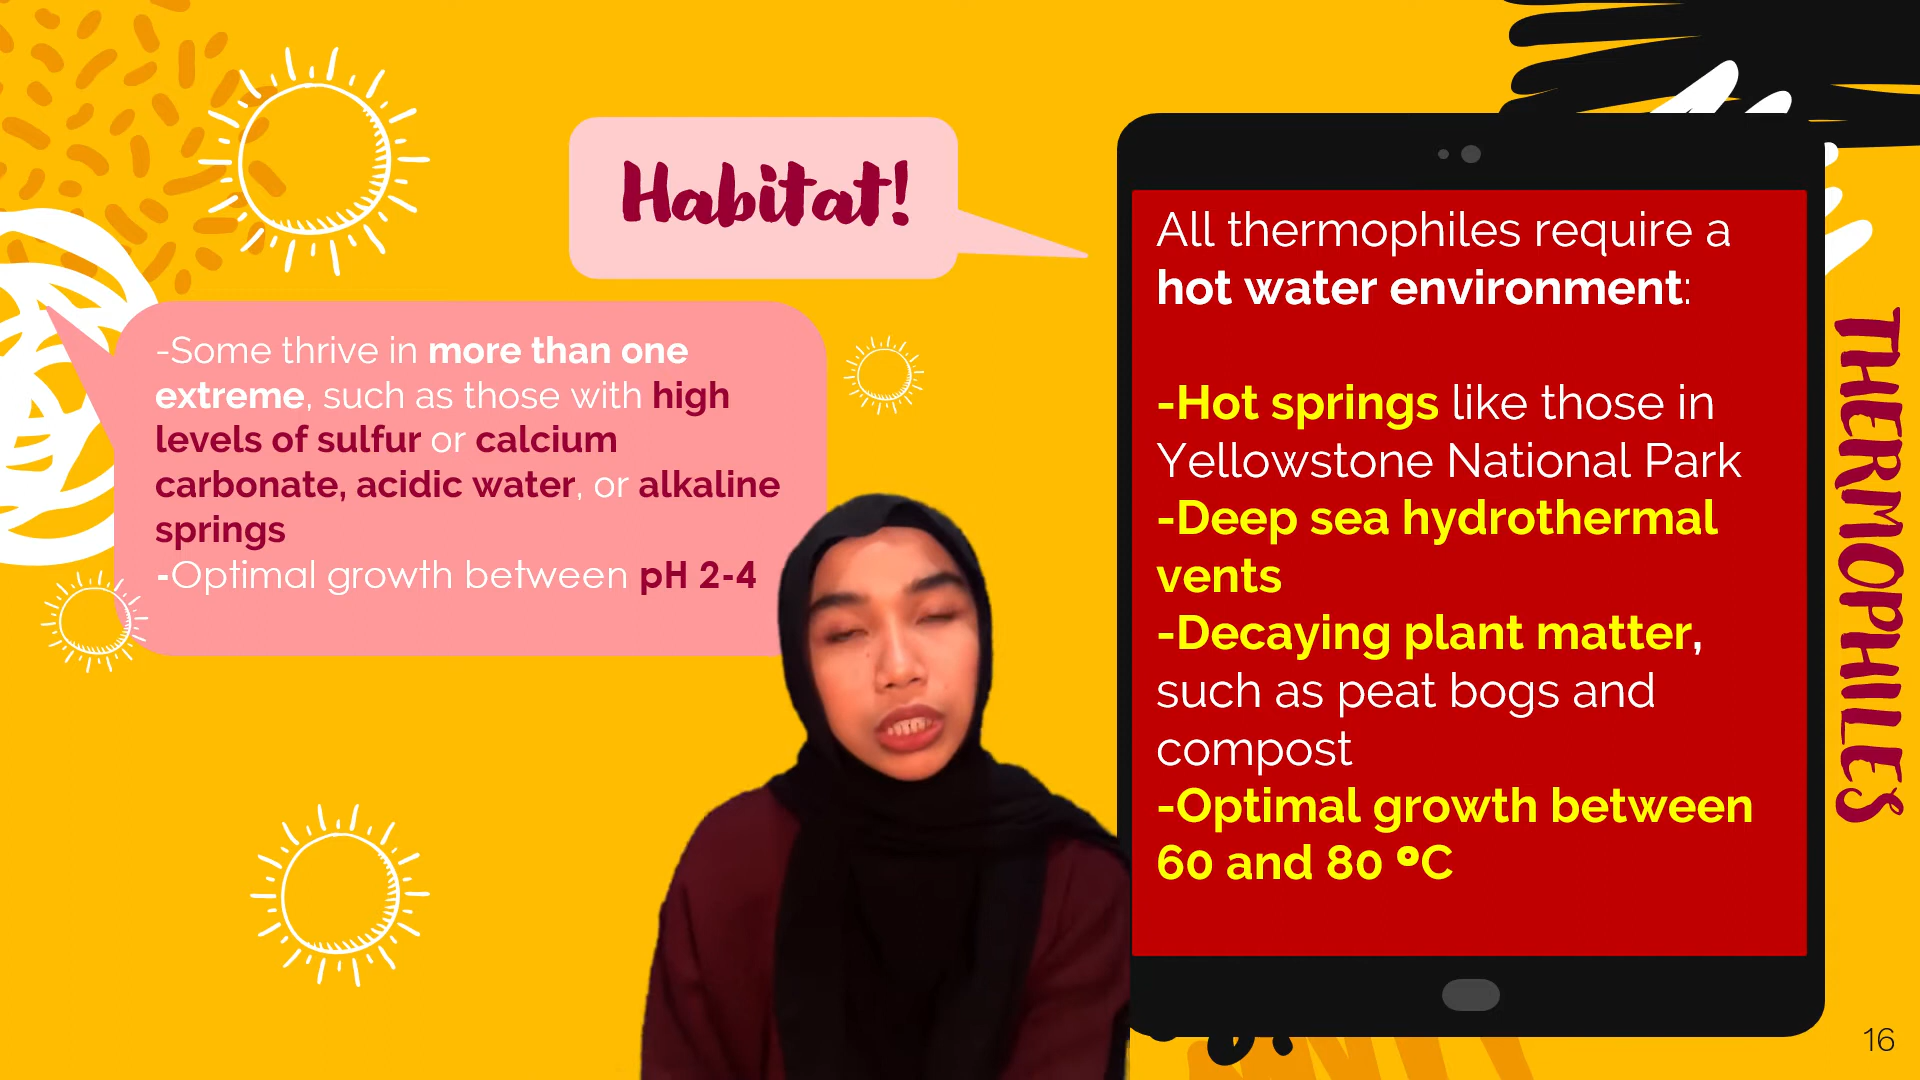 Habitat!
-Some thrive in more than one
extreme, such as those with high
levels of sulfur or calcium
carbonate, acidic water, or alkaline
springs
-Optimal growth between pH 2-4
All thermophiles require a
hot water environment:
-Hot springs like those in
Yellowstone National Park
-Deep sea hydrothermal
vents
-Decaying plant matter,
such as peat bogs and
compost
-Optimal growth between
60 and 80 ºC
THERMOPHILES
16